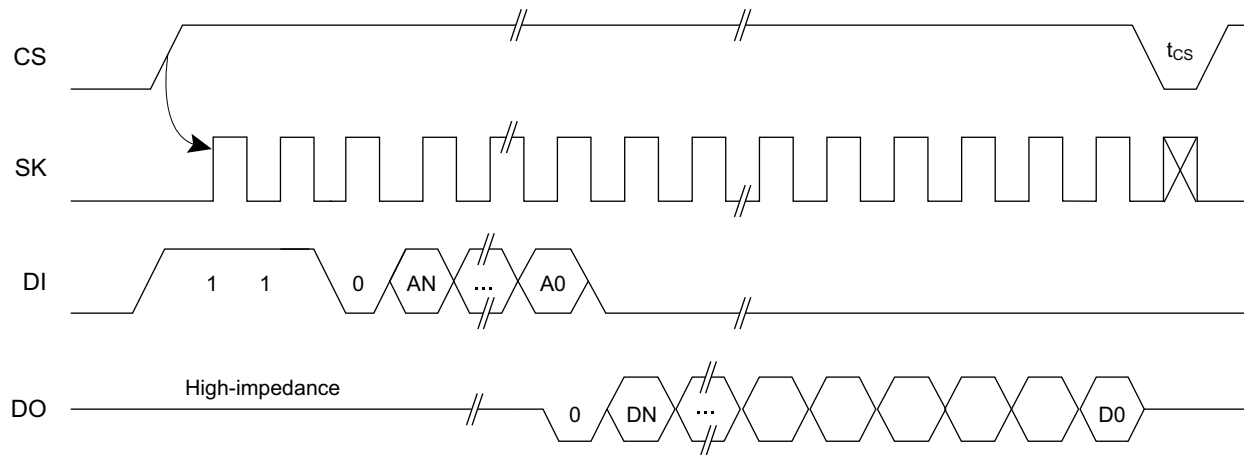 CS
tCS
SK
DI
1 1 0 AN ... A0
High-impedance
DO
0 DN ... D0